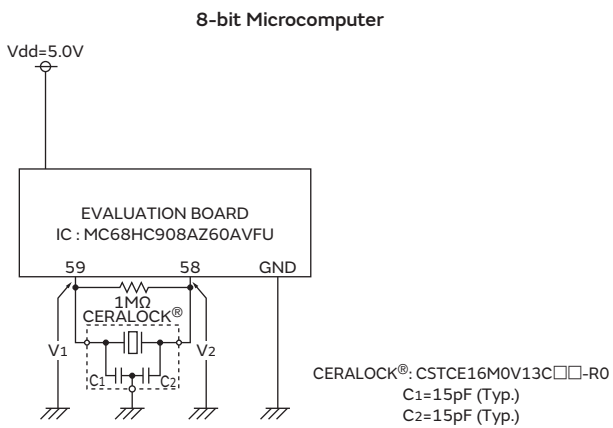 8-bit Microcomputer
Vdd=5.0V
EVALUATION BOARD
IC : MC68HC908AZ60AVFU
59 58 GND
1MΩ
CERALOCK®
V1 V2
C1 C2
CERALOCK®: CSTCE16M0V13C□□-R0
C1=15pF (Typ.)
C2=15pF (Typ.)